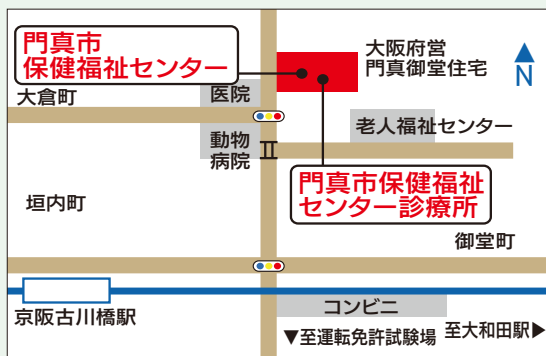 門真市
保健福祉センター
大阪府営
門真御堂住宅
N
大倉町
医院
老人福祉センター
動物
病院
門真市保健福祉
センター診療所
垣内町
御堂町
コンビニ
京阪古川橋駅
▼至運転免許試験場
至大和田駅▶